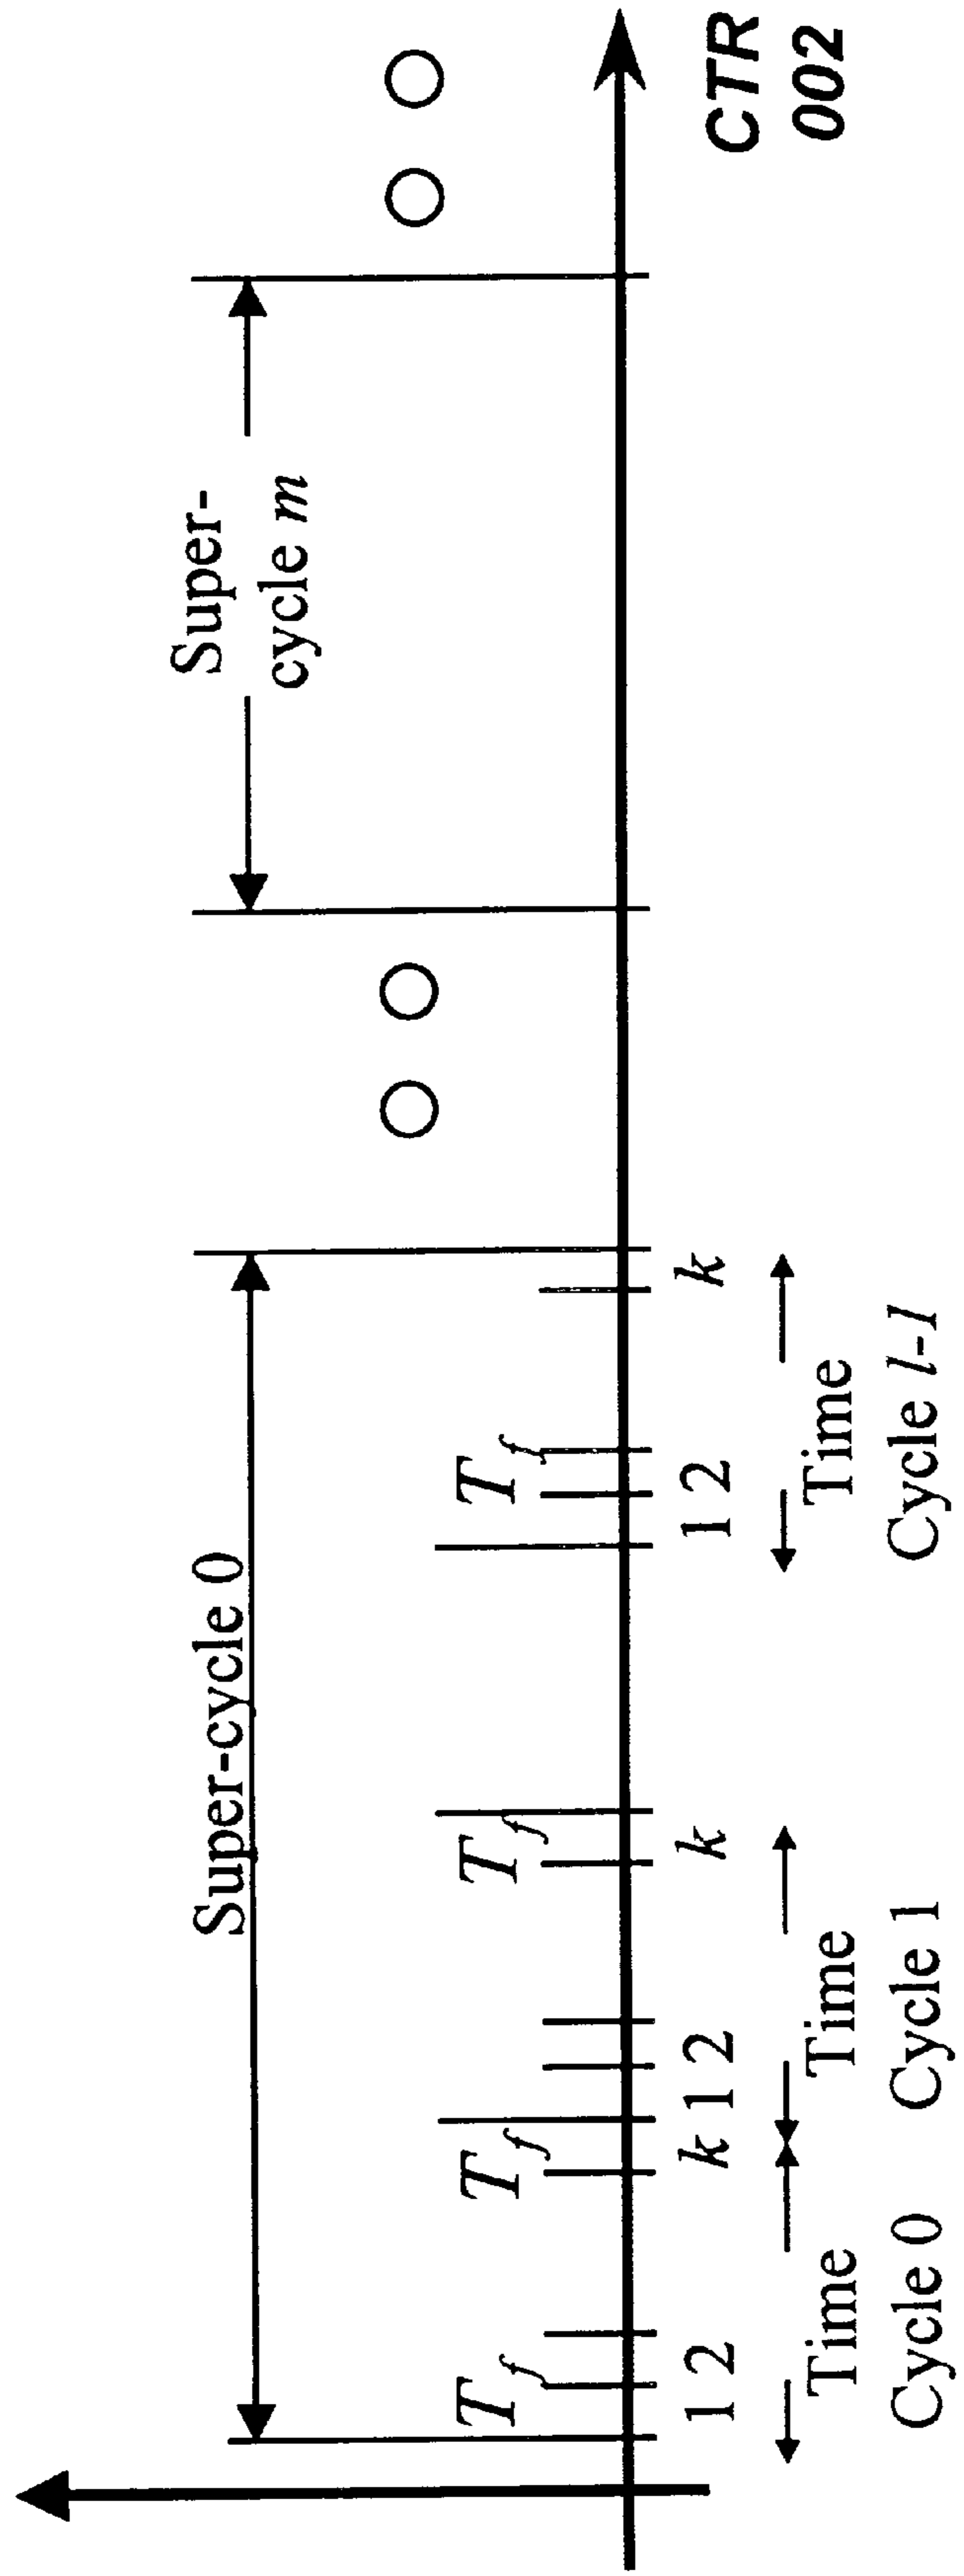 Super-cycle 0
Super-
cycle m
T_f T_f T_f T_f
1 2 k 1 2 k 1 2 k
Time Time Time
Cycle 0 Cycle 1 Cycle l-1
CTR
002